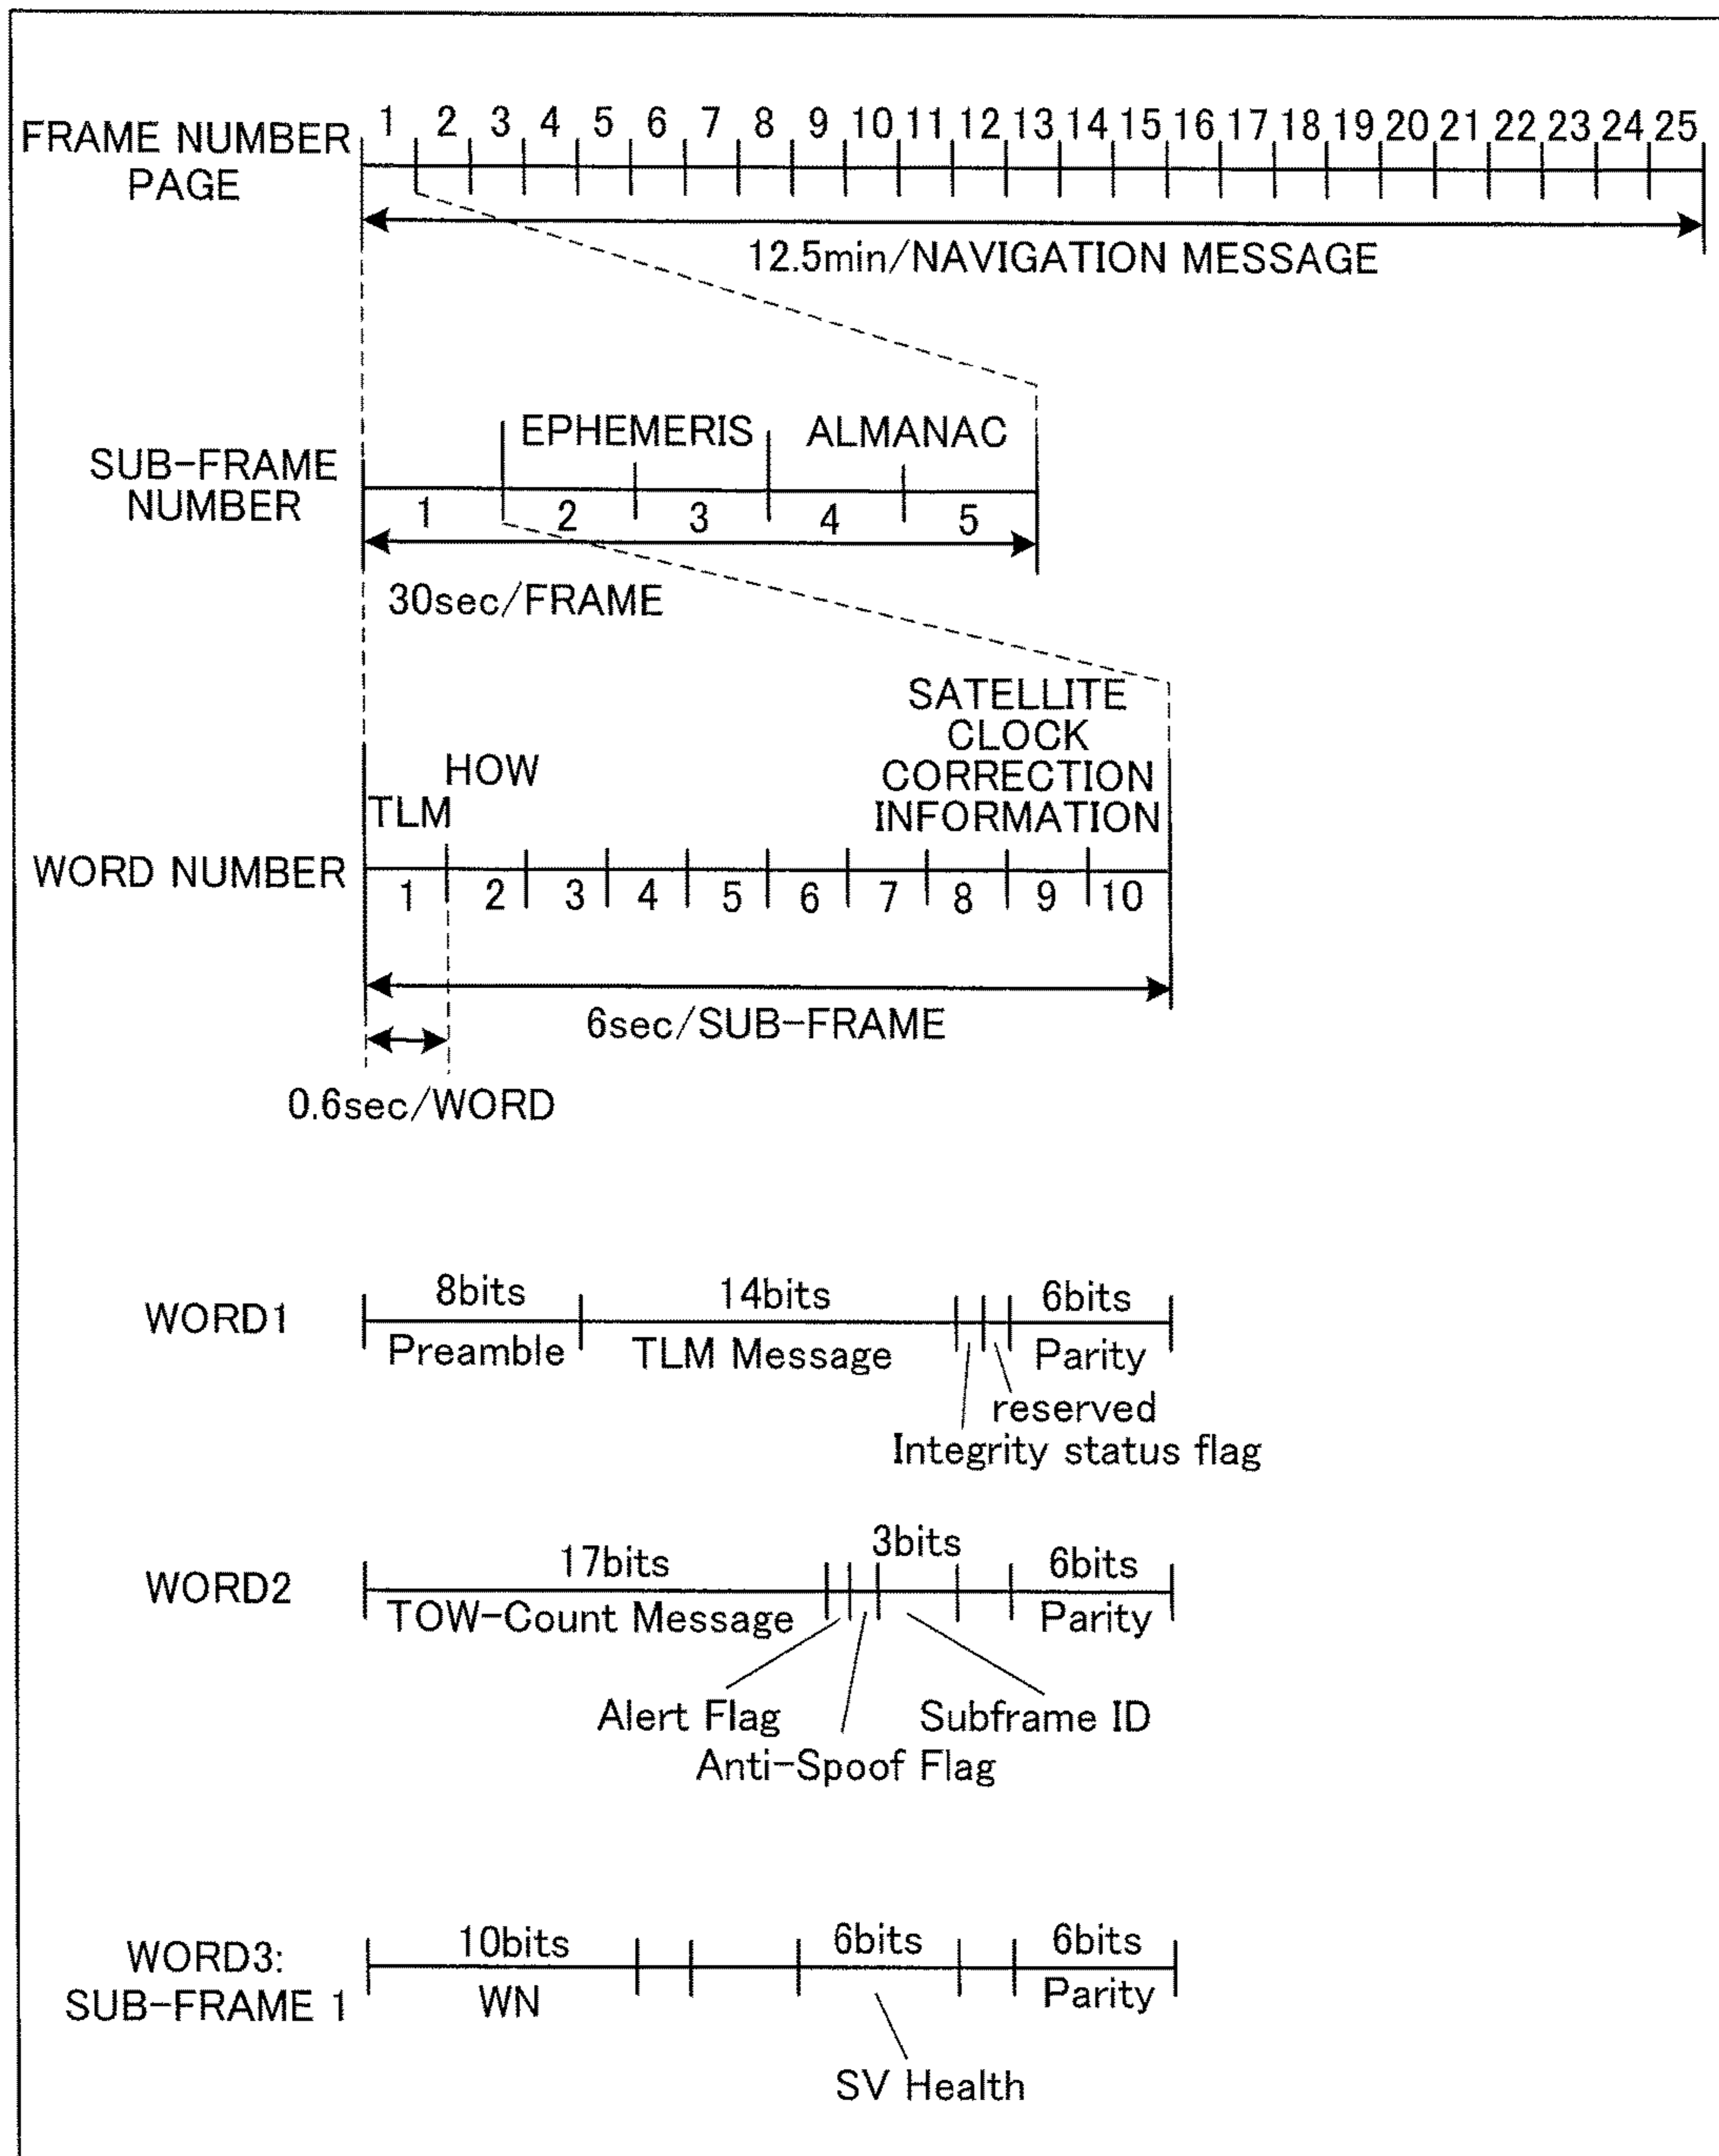 1 2 3 4 5 6 7 8 9 10 11 12 13 14 15 16 17 18 19 20 21 22 23 24 25
FRAME NUMBER
PAGE
12.5min/NAVIGATION MESSAGE
EPHEMERIS ALMANAC
SUB-FRAME
NUMBER
1 2 3 4 5
30sec/FRAME
SATELLITE
CLOCK
CORRECTION
INFORMATION
HOW
TLM
WORD NUMBER
1 2 3 4 5 6 7 8 9 10
6sec/SUB-FRAME
0.6sec/WORD
WORD1
8bits 14bits 6bits
Preamble TLM Message Parity
reserved
Integrity status flag
WORD2
17bits 3bits 6bits
TOW-Count Message Parity
Alert Flag Subframe ID
Anti-Spoof Flag
WORD3:
SUB-FRAME 1
10bits 6bits 6bits
WN Parity
SV Health